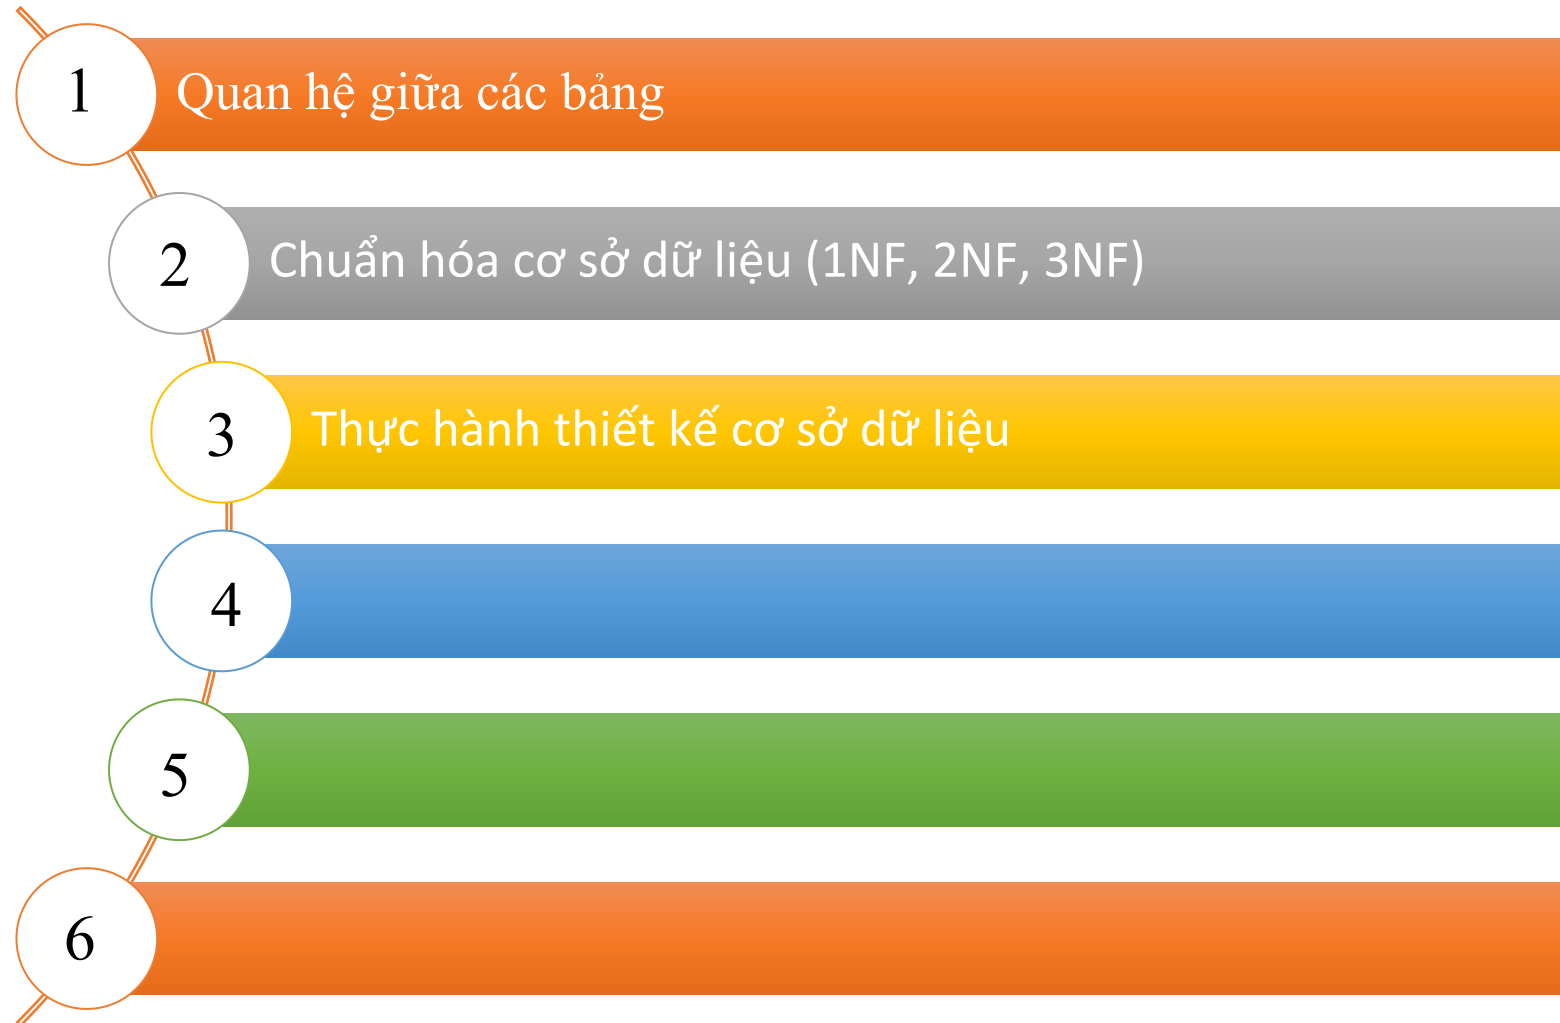 1
Quan hệ giữa các bảng
2
Chuẩn hóa cơ sở dữ liệu (1NF, 2NF, 3NF)
3
Thực hành thiết kế cơ sở dữ liệu
4
5
6